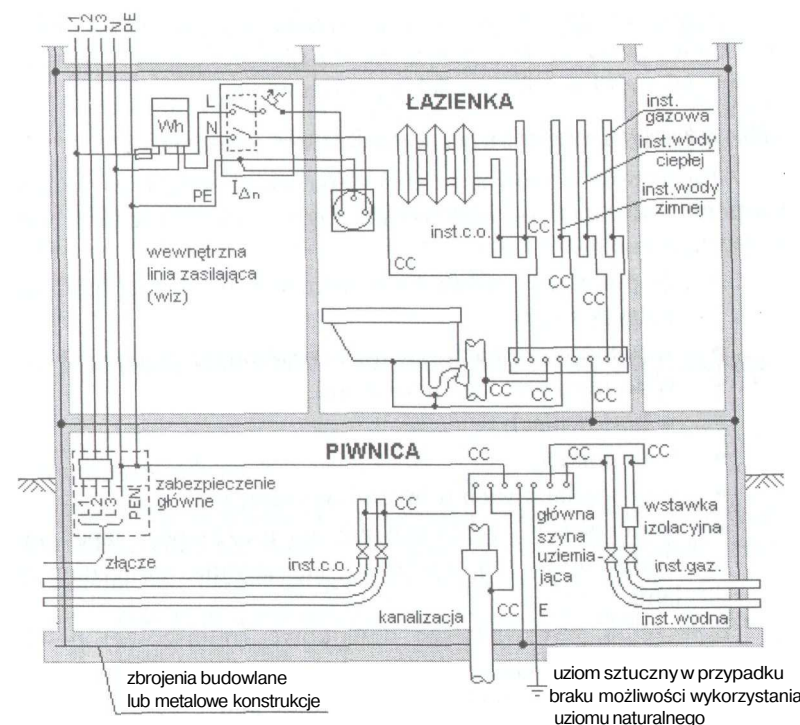 L1
L2
L3
N
PE
Wh
L
N
PE
I∆n
wewnętrzna
linia zasilająca
(wlz)
ŁAZIENKA
inst.
gazowa
inst.wody
ciepłej
inst.wody
zimnej
inst.c.o.
CC
CC
CC
CC
CC
CC
PIWNICA
zabezpieczenie
główne
L1
L2
L3
PEN
złącze
inst.c.o.
CC
CC
CC
CC
główna
szyna
uziemia-
jąca
wstawka
izolacyjna
inst.gaz.
inst.wodna
kanalizacja
CC
E
zbrojenia budowlane
lub metalowe konstrukcje
uziom sztuczny w przypadku
braku możliwości wykorzystania
uziomu naturalnego